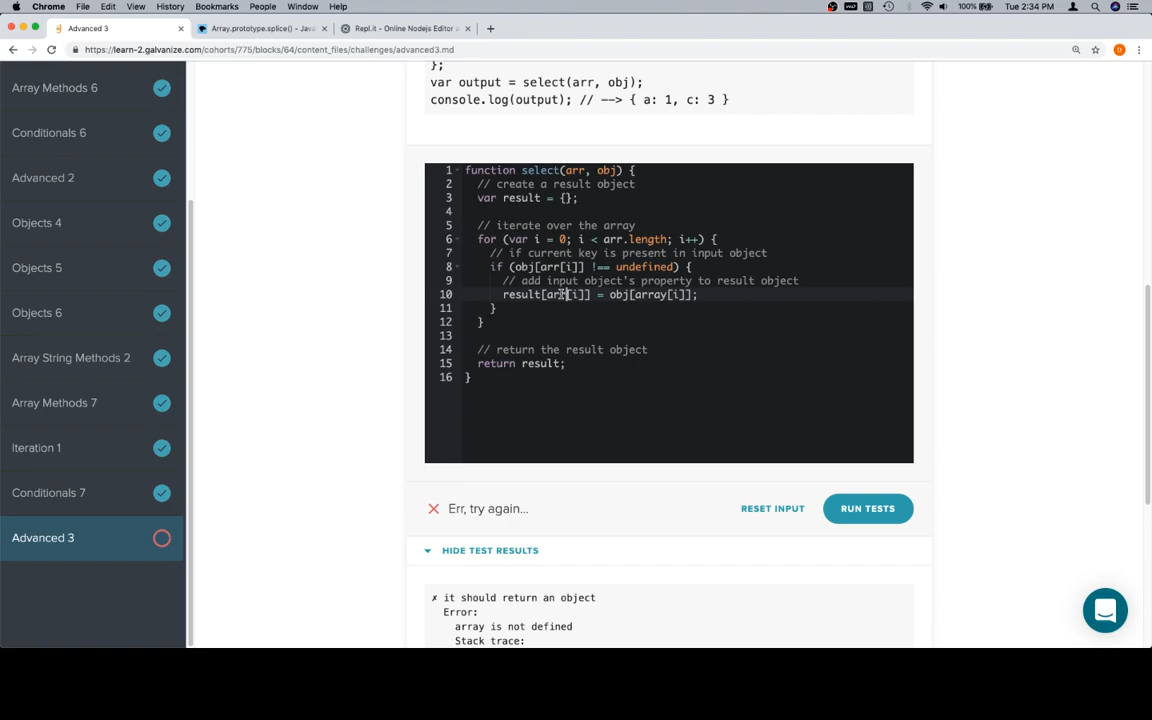 Chrome File Edit View History Bookmarks People Window Help
100% Tue 2:34 PM
Advanced 3
Array.prototype.splice() - Java
Repl.it - Online Nodejs Editor a
https://learn-2.galvanize.com/cohorts/775/blocks/64/content_files/challenges/advanced3.md
Array Methods 6
Conditionals 6
Advanced 2
Objects 4
Objects 5
Objects 6
Array String Methods 2
Array Methods 7
Iteration 1
Conditionals 7
Advanced 3
};
var output = select(arr, obj);
console.log(output); // --> { a: 1, c: 3 }
1 function select(arr, obj) {
2 // create a result object
3 var result = {};
4
5 // iterate over the array
6 for (var i = 0; i < arr.length; i++) {
7 // if current key is present in input object
8 if (obj[arr[i]] !== undefined) {
9 // add input object's property to result object
10 result[arr[i]] = obj[array[i]];
11 }
12 }
13
14 // return the result object
15 return result;
16 }
Err, try again...
RESET INPUT
RUN TESTS
HIDE TEST RESULTS
✗ it should return an object
Error:
array is not defined
Stack trace: